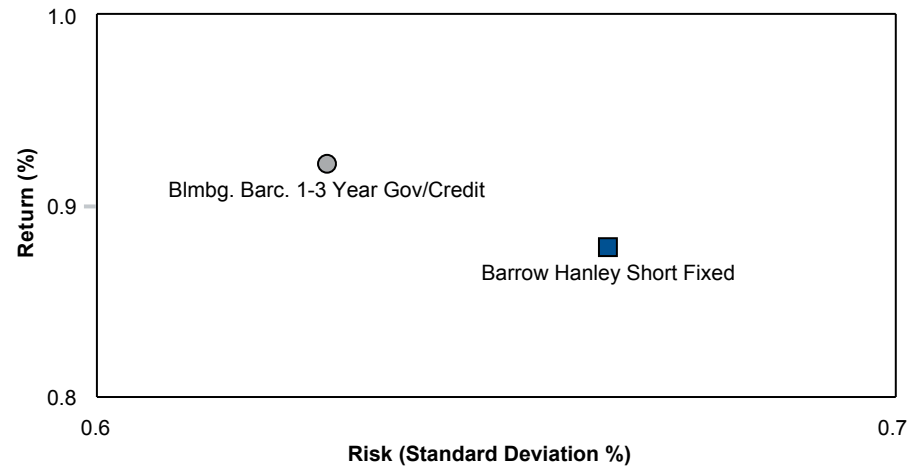 1.0
0.9
0.8
Return (%)
Blmbg. Barc. 1-3 Year Gov/Credit
Barrow Hanley Short Fixed
0.6
0.7
Risk (Standard Deviation %)